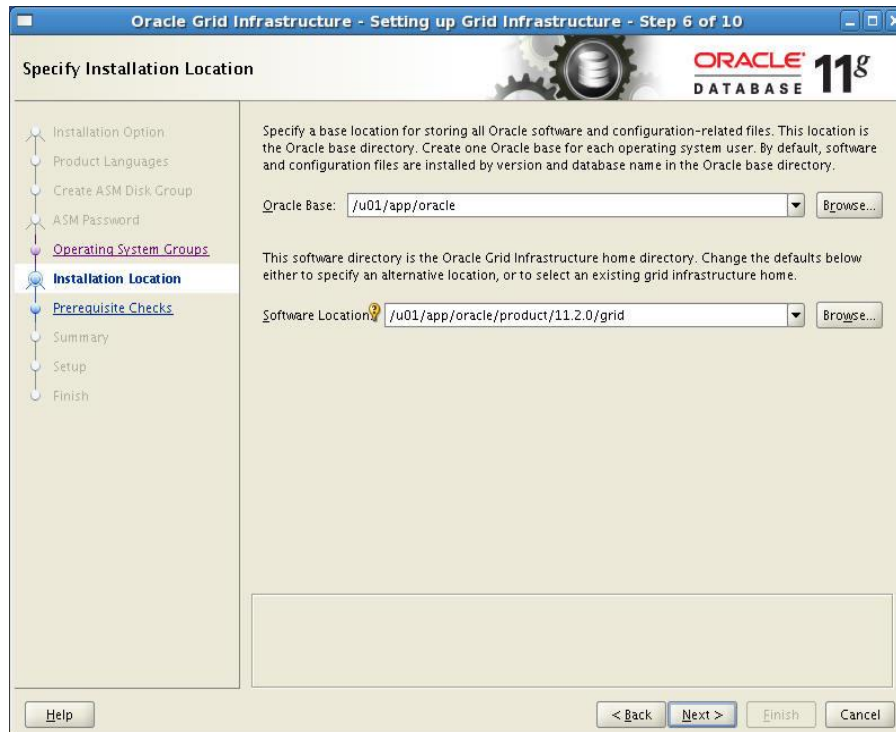 Oracle Grid Infrastructure - Setting up Grid Infrastructure - Step 6 of 10
Specify Installation Location
ORACLE
DATABASE
11g
Installation Option
Product Languages
Create ASM Disk Group
ASM Password
Operating System Groups
Installation Location
Prerequisite Checks
Summary
Setup
Finish
Specify a base location for storing all Oracle software and configuration-related files. This location is
the Oracle base directory. Create one Oracle base for each operating system user. By default, software
and configuration files are installed by version and database name in the Oracle base directory.
Oracle Base: /u01/app/oracle Browse...
This software directory is the Oracle Grid Infrastructure home directory. Change the defaults below
either to specify an alternative location, or to select an existing grid infrastructure home.
Software Location: /u01/app/oracle/product/11.2.0/grid Browse...
Help < Back Next > Finish Cancel